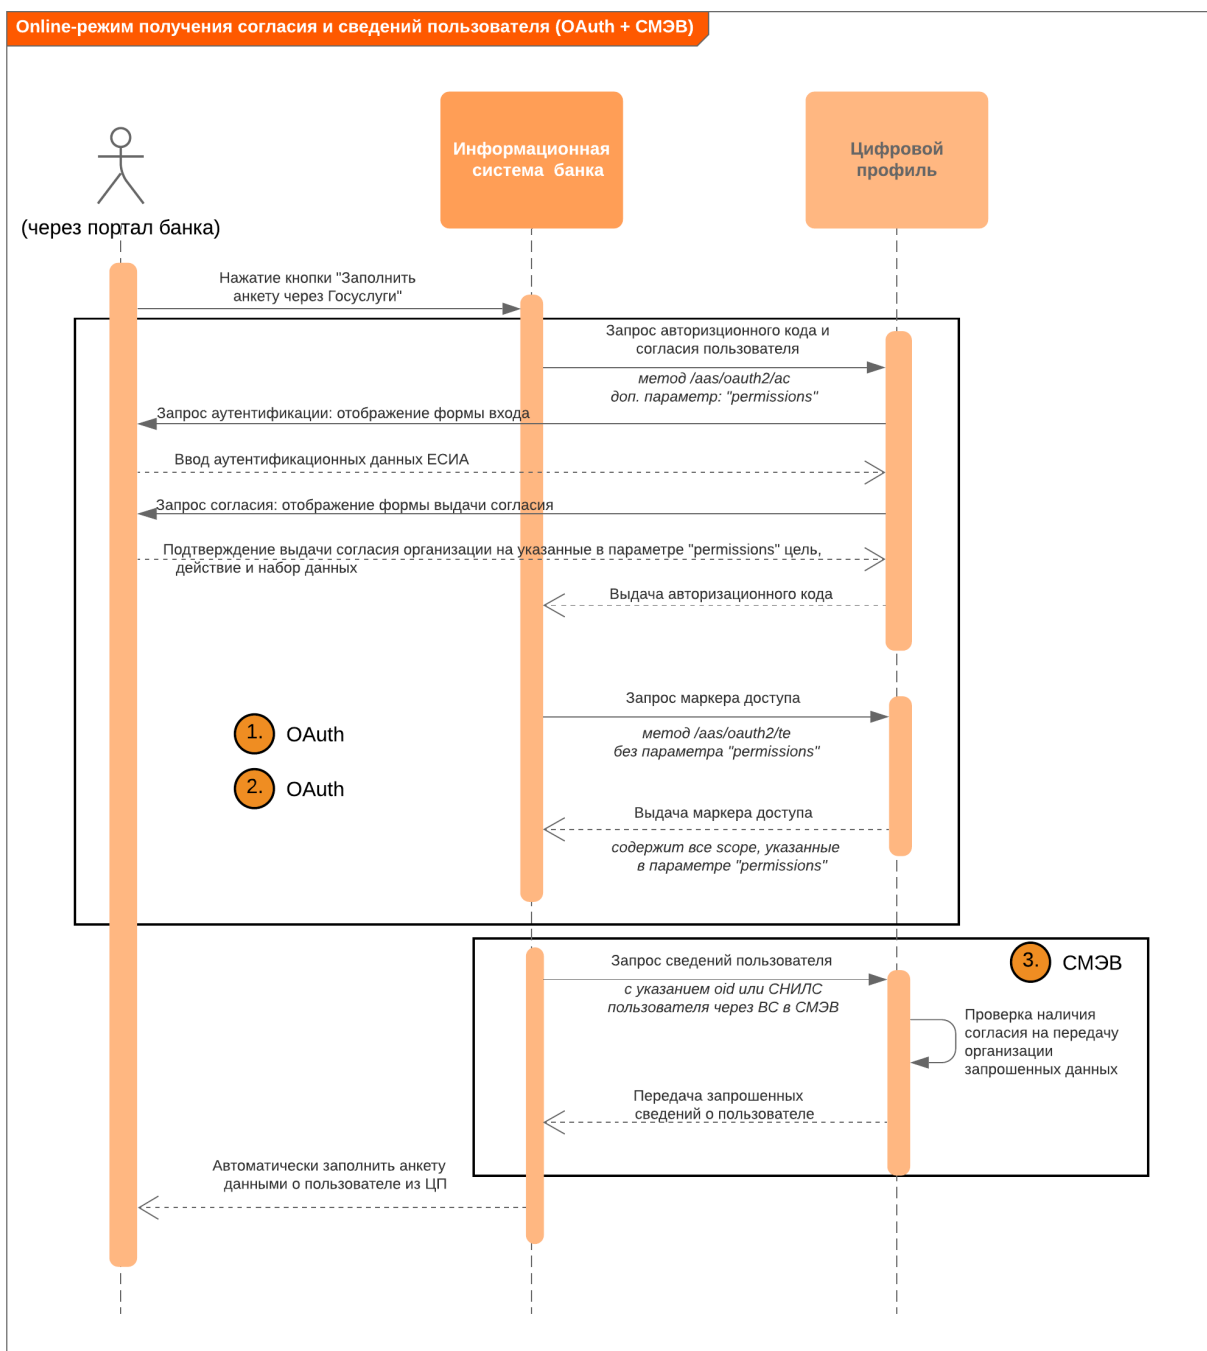 Online-режим получения согласия и сведений пользователя (OAuth + СМЭВ)
Информационная
система банка
Цифровой
профиль
(через портал банка)
Нажатие кнопки "Заполнить
анкету через Госуслуги"
Запрос авторизционного кода и
согласия пользователя
метод /aas/oauth2/ac
доп. параметр: "permissions"
Запрос аутентификации: отображение формы входа
Ввод аутентификационных данных ЕСИА
Запрос согласия: отображение формы выдачи согласия
Подтверждение выдачи согласия организации на указанные в параметре "permissions" цель,
действие и набор данных
Выдача авторизационного кода
Запрос маркера доступа
метод /aas/oauth2/te
без параметра "permissions"
1. OAuth
2. OAuth
Выдача маркера доступа
содержит все scope, указанные
в параметре "permissions"
3. СМЭВ
Запрос сведений пользователя
с указанием oid или СНИЛС
пользователя через ВС в СМЭВ
Проверка наличия
согласия на передачу
организации
запрошенных данных
Передача запрошенных
сведений о пользователе
Автоматически заполнить анкету
данными о пользователе из ЦП